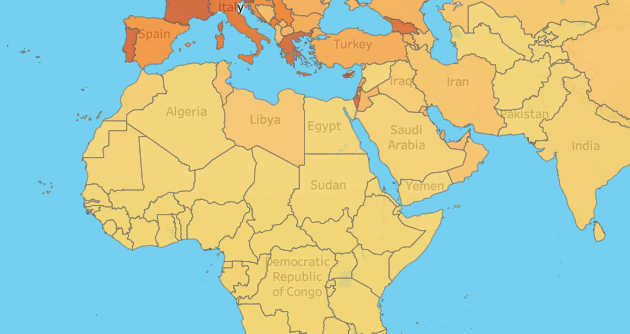 Italy
Spain
Turkey
Iraq
Iran
Algeria
Libya
Egypt
Pakistan
Saudi
Arabia
India
Sudan
Yemen
Democratic
Republic
of Congo